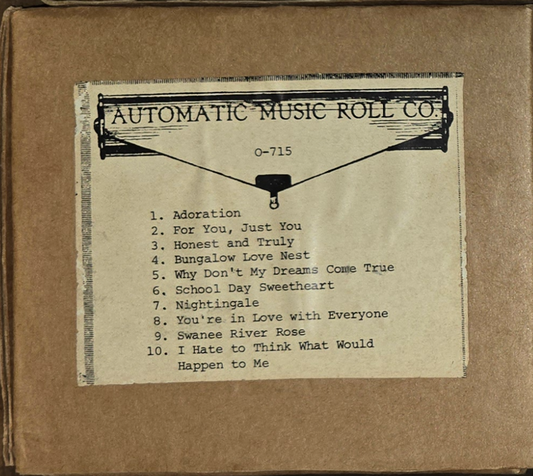 AUTOMATIC MUSIC ROLL CO.
O-715
1. Adoration
2. For You, Just You
3. Honest and Truly
4. Bungalow Love Nest
5. Why Don't My Dreams Come True
6. School Day Sweetheart
7. Nightingale
8. You're in Love with Everyone
9. Swanee River Rose
10. I Hate to Think What Would
Happen to Me